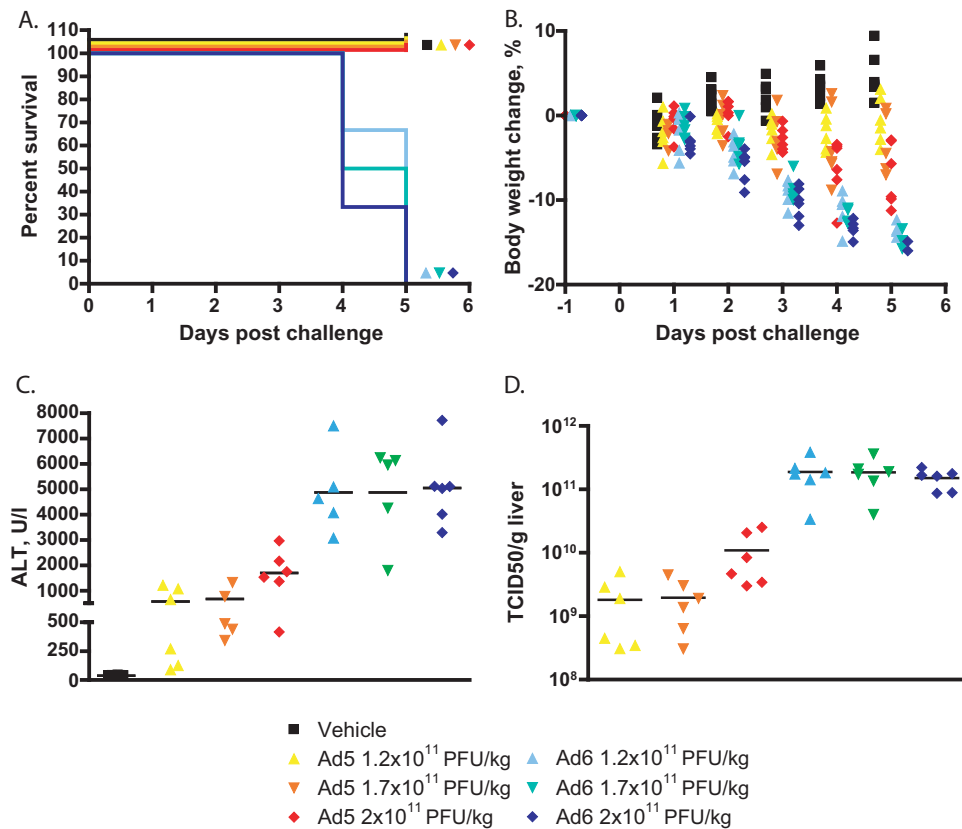 A.
110
100
90
80
70
60
50
40
30
20
10
0
Percent survival
0 1 2 3 4 5 6
Days post challenge
B.
10
0
-10
-20
Body weight change, %
-1 0 1 2 3 4 5 6
Days post challenge
C.
8000
7000
6000
5000
4000
3000
2000
1000
500
250
0
ALT, U/l
D.
10¹²
10¹¹
10¹⁰
10⁹
10⁸
TCID50/g liver
Vehicle
Ad5 1.2x10¹¹ PFU/kg Ad6 1.2x10¹¹ PFU/kg
Ad5 1.7x10¹¹ PFU/kg Ad6 1.7x10¹¹ PFU/kg
Ad5 2x10¹¹ PFU/kg Ad6 2x10¹¹ PFU/kg